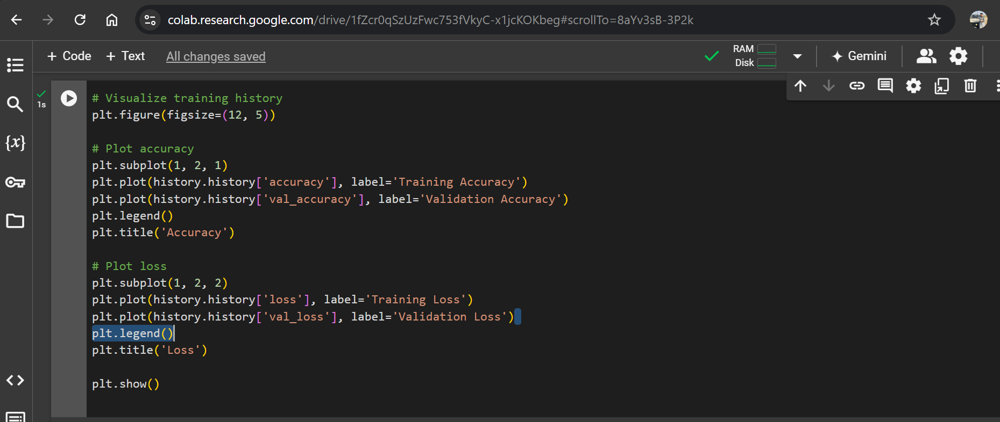 colab.research.google.com/drive/1fZcr0qSzUzFwc753fVkyC-x1jcKOKbeg#scrollTo=8aYv3sB-3P2k
+ Code + Text All changes saved
RAM
Disk
Gemini
1s
{x}
# Visualize training history
plt.figure(figsize=(12, 5))
# Plot accuracy
plt.subplot(1, 2, 1)
plt.plot(history.history['accuracy'], label='Training Accuracy')
plt.plot(history.history['val_accuracy'], label='Validation Accuracy')
plt.legend()
plt.title('Accuracy')
# Plot loss
plt.subplot(1, 2, 2)
plt.plot(history.history['loss'], label='Training Loss')
plt.plot(history.history['val_loss'], label='Validation Loss')
plt.legend()
plt.title('Loss')
plt.show()